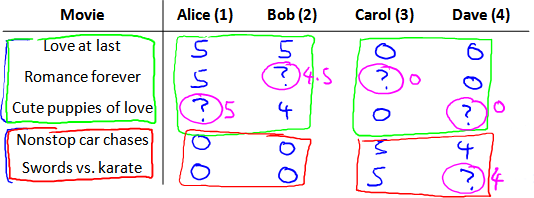 Movie Alice (1) Bob (2) Carol (3) Dave (4)
Love at last 5 5 0 0
Romance forever 5 ? 4.5 ? 0 0
Cute puppies of love ? 5 4 0 ? 0
Nonstop car chases 0 0 5 4
Swords vs. karate 0 0 5 ? 4